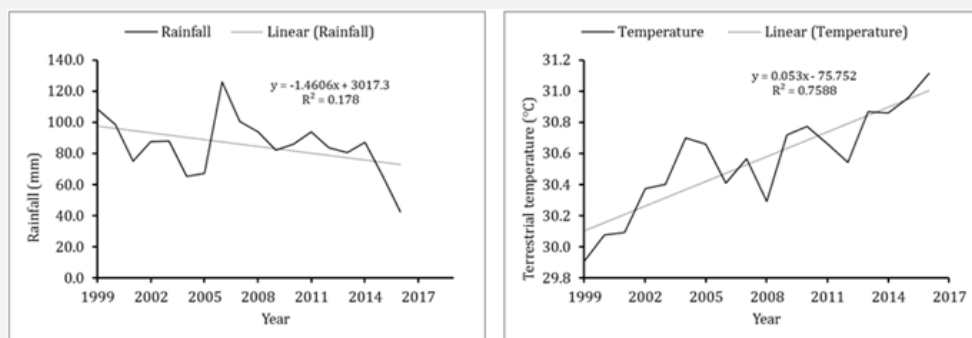 Rainfall Linear (Rainfall)
140.0
120.0
100.0
80.0
60.0
40.0
20.0
0.0
y = -1.4606x + 3017.3
R² = 0.178
Rainfall (mm)
1999 2002 2005 2008 2011 2014 2017
Year
Temperature Linear (Temperature)
31.2
31.0
30.8
30.6
30.4
30.2
30.0
29.8
y = 0.053x - 75.752
R² = 0.7588
Terrestrial temperature (°C)
1999 2002 2005 2008 2011 2014 2017
Year